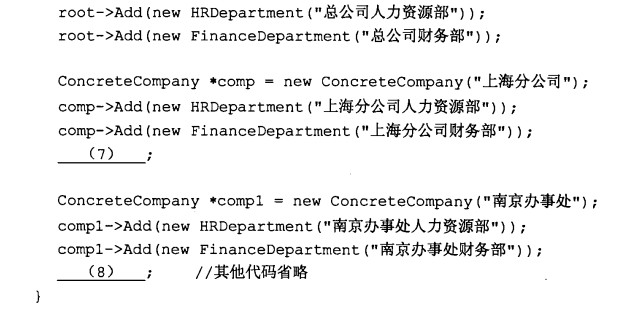 root->Add(new HRDepartment("总公司人力资源部"));
root->Add(new FinanceDepartment("总公司财务部"));
ConcreteCompany *comp = new ConcreteCompany("上海分公司");
comp->Add(new HRDepartment("上海分公司人力资源部"));
comp->Add(new FinanceDepartment("上海分公司财务部"));
(7) ;
ConcreteCompany *comp1 = new ConcreteCompany("南京办事处");
comp1->Add(new HRDepartment("南京办事处人力资源部"));
comp1->Add(new FinanceDepartment("南京办事处财务部"));
(8) ; //其他代码省略
}